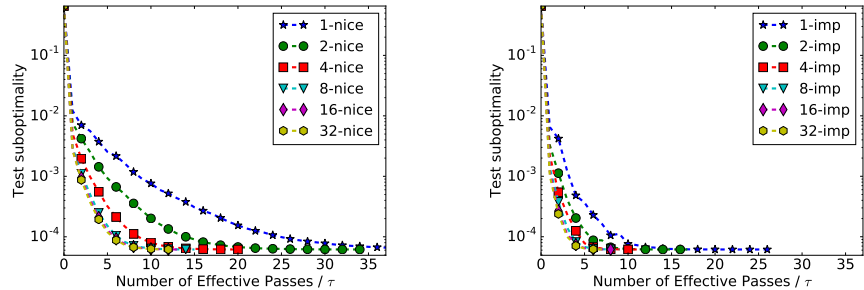 Test suboptimality
10⁻¹
10⁻²
10⁻³
10⁻⁴
0 5 10 15 20 25 30 35
Number of Effective Passes / τ
1-nice
2-nice
4-nice
8-nice
16-nice
32-nice
Test suboptimality
10⁻¹
10⁻²
10⁻³
10⁻⁴
0 5 10 15 20 25 30 35
Number of Effective Passes / τ
1-imp
2-imp
4-imp
8-imp
16-imp
32-imp